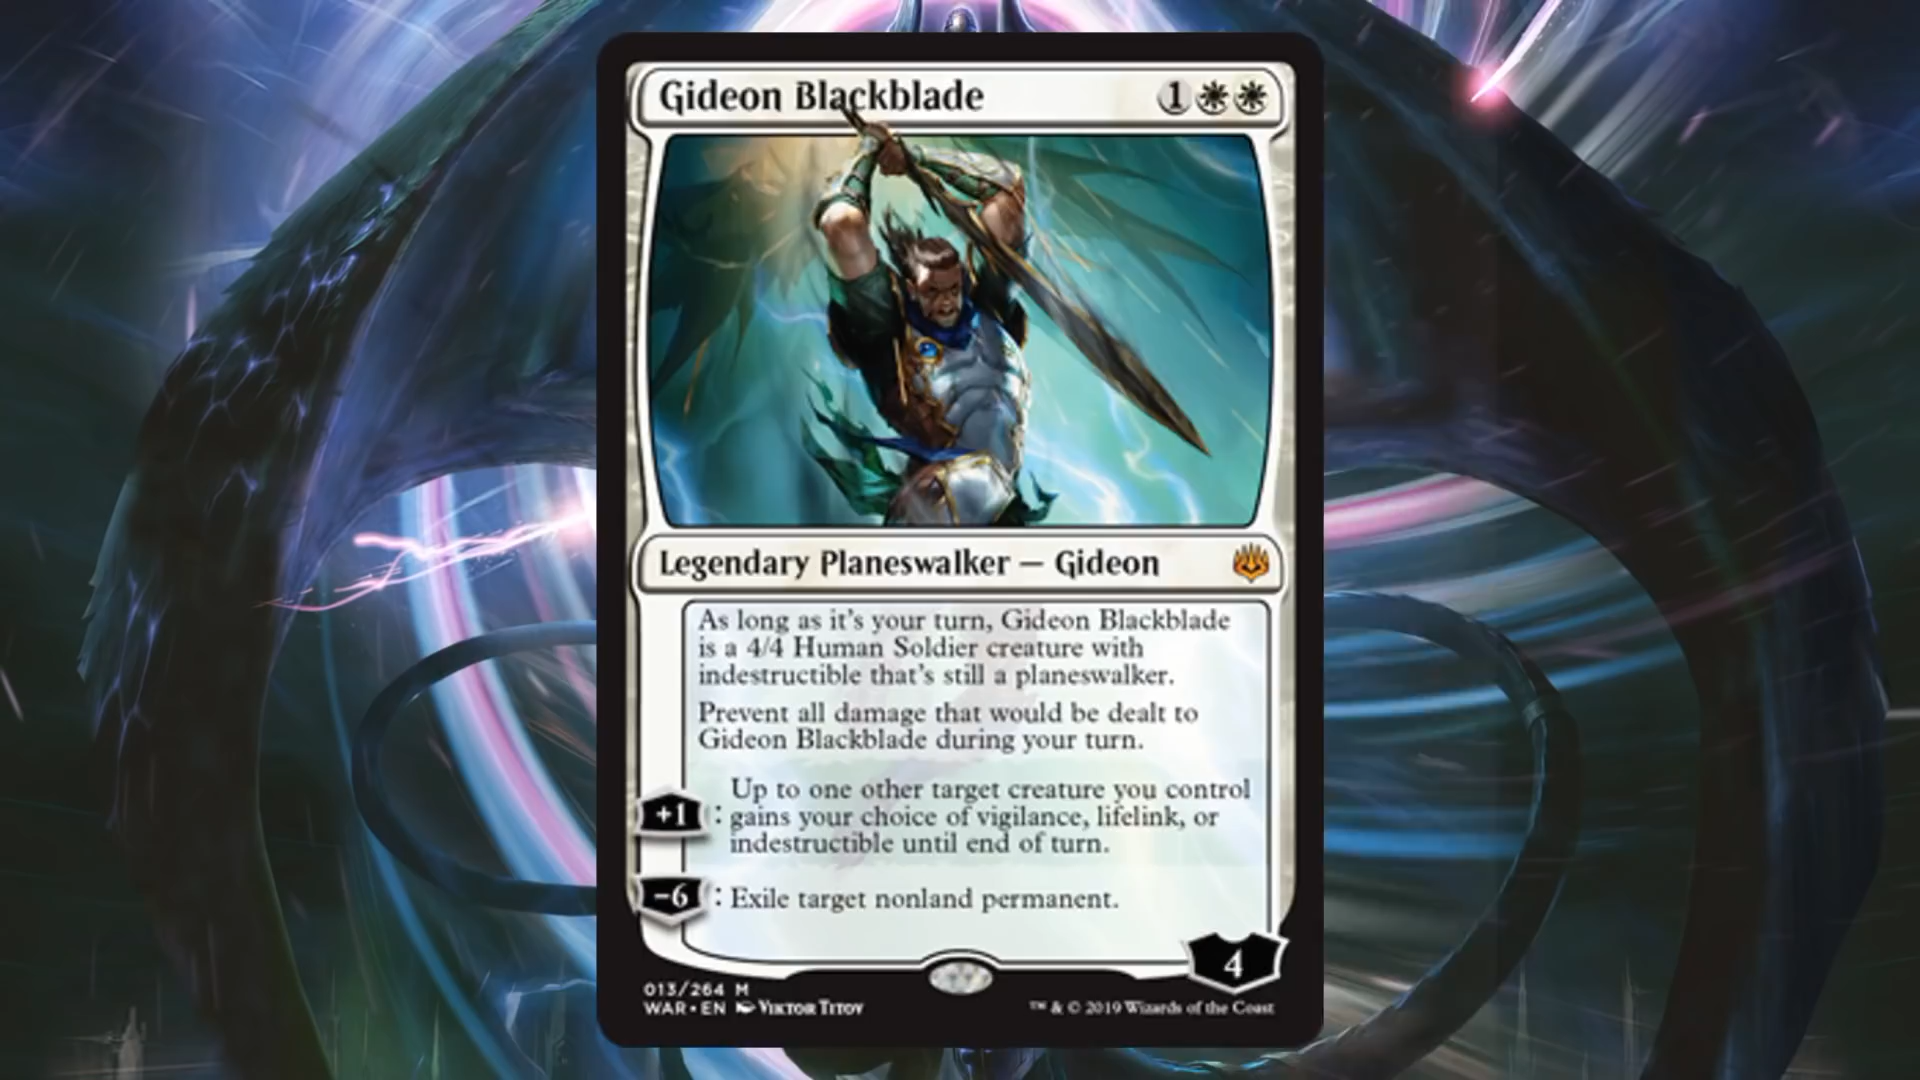 Gideon Blackblade 1
Legendary Planeswalker — Gideon
As long as it's your turn, Gideon Blackblade
is a 4/4 Human Soldier creature with
indestructible that's still a planeswalker.
Prevent all damage that would be dealt to
Gideon Blackblade during your turn.
Up to one other target creature you control
+1 : gains your choice of vigilance, lifelink, or
indestructible until end of turn.
−6 : Exile target nonland permanent.
4
013/264 M
WAR • EN Viktor Titov
™ & © 2019 Wizards of the Coast